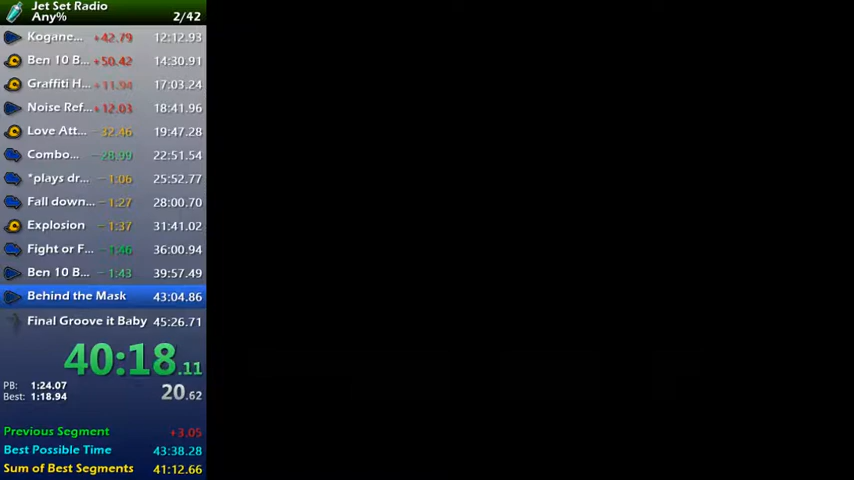 Jet Set Radio
Any% 2/42
Kogane... +42.79 12:12.93
Ben 10 B... +50.42 14:30.91
Graffiti H... +11.94 17:03.24
Noise Ref... +12.03 18:41.96
Love Att... − 32.46 19:47.28
Combo... − 28.99 22:51.54
*plays dr... − 1:06 25:52.77
Fall down... − 1:27 28:00.70
Explosion − 1:37 31:41.02
Fight or F... − 1:46 36:00.94
Ben 10 B... − 1:43 39:57.49
Behind the Mask 43:04.86
Final Groove it Baby 45:26.71
40:18.11
PB: 1:24.07
Best: 1:18.94 20.62
Previous Segment +3.05
Best Possible Time 43:38.28
Sum of Best Segments 41:12.66